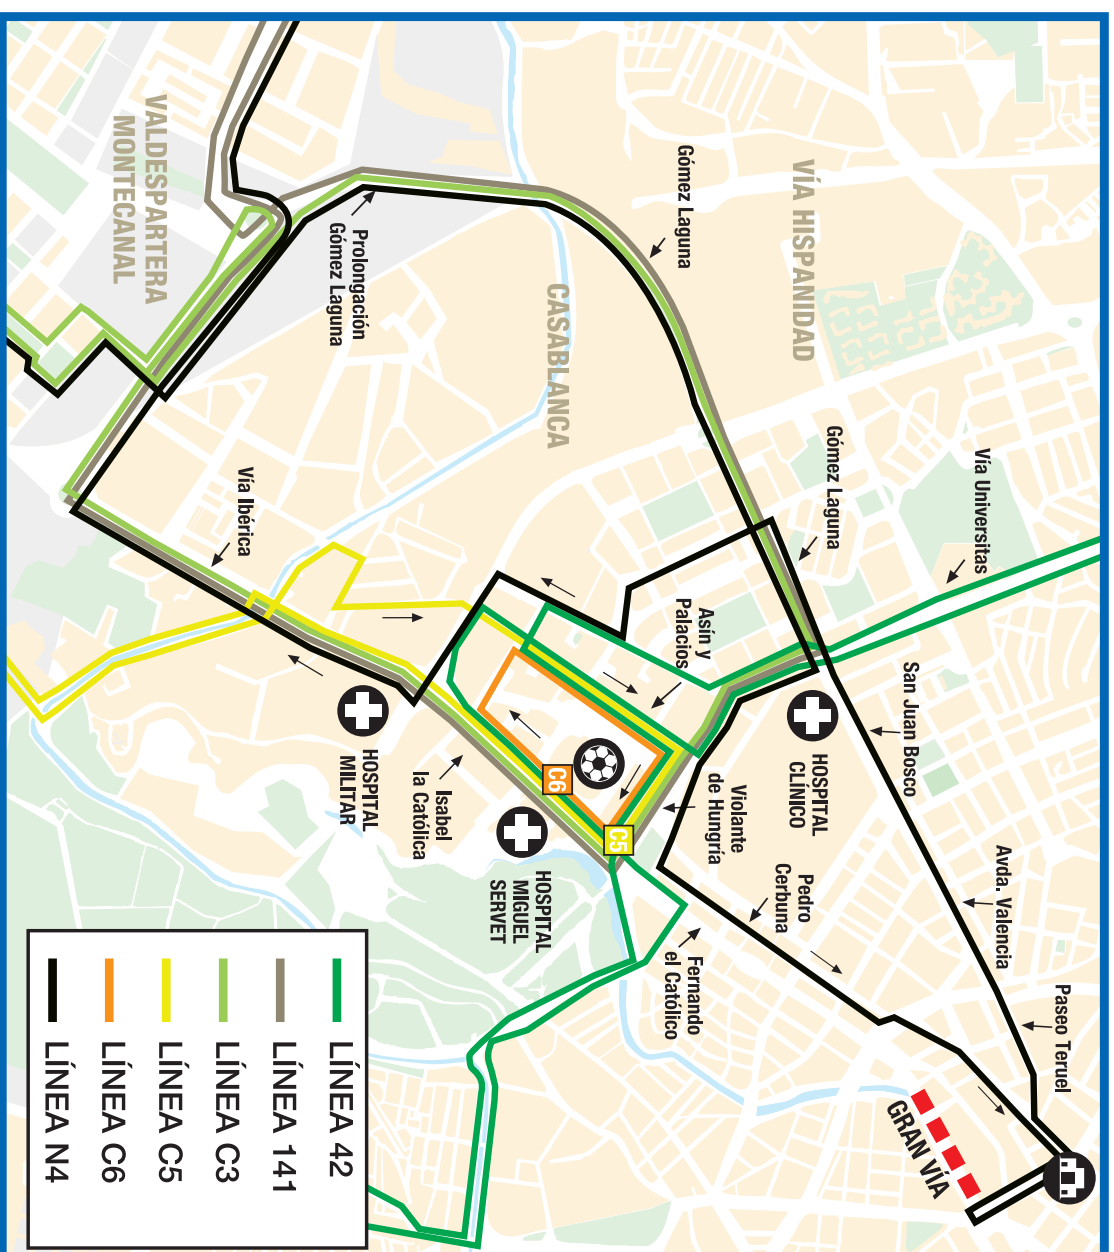 VALDESPARTERA
MONTECANAL
VÍA HISPANIDAD
CASABLANCA
Gómez Laguna
Prolongación
Gómez Laguna
Gómez Laguna
Vía Universitas
Vía Ibérica
Asín y
Palacios
San Juan Bosco
HOSPITAL
CLÍNICO
HOSPITAL
MILITAR
Isabel
la Católica
Violante
de Hungría
C6
C5
HOSPITAL
MIGUEL
SERVET
Pedro
Cerbuna
Avda. Valencia
Fernando
el Católico
Paseo Teruel
GRAN VÍA
LÍNEA 42
LÍNEA 141
LÍNEA C3
LÍNEA C5
LÍNEA C6
LÍNEA N4